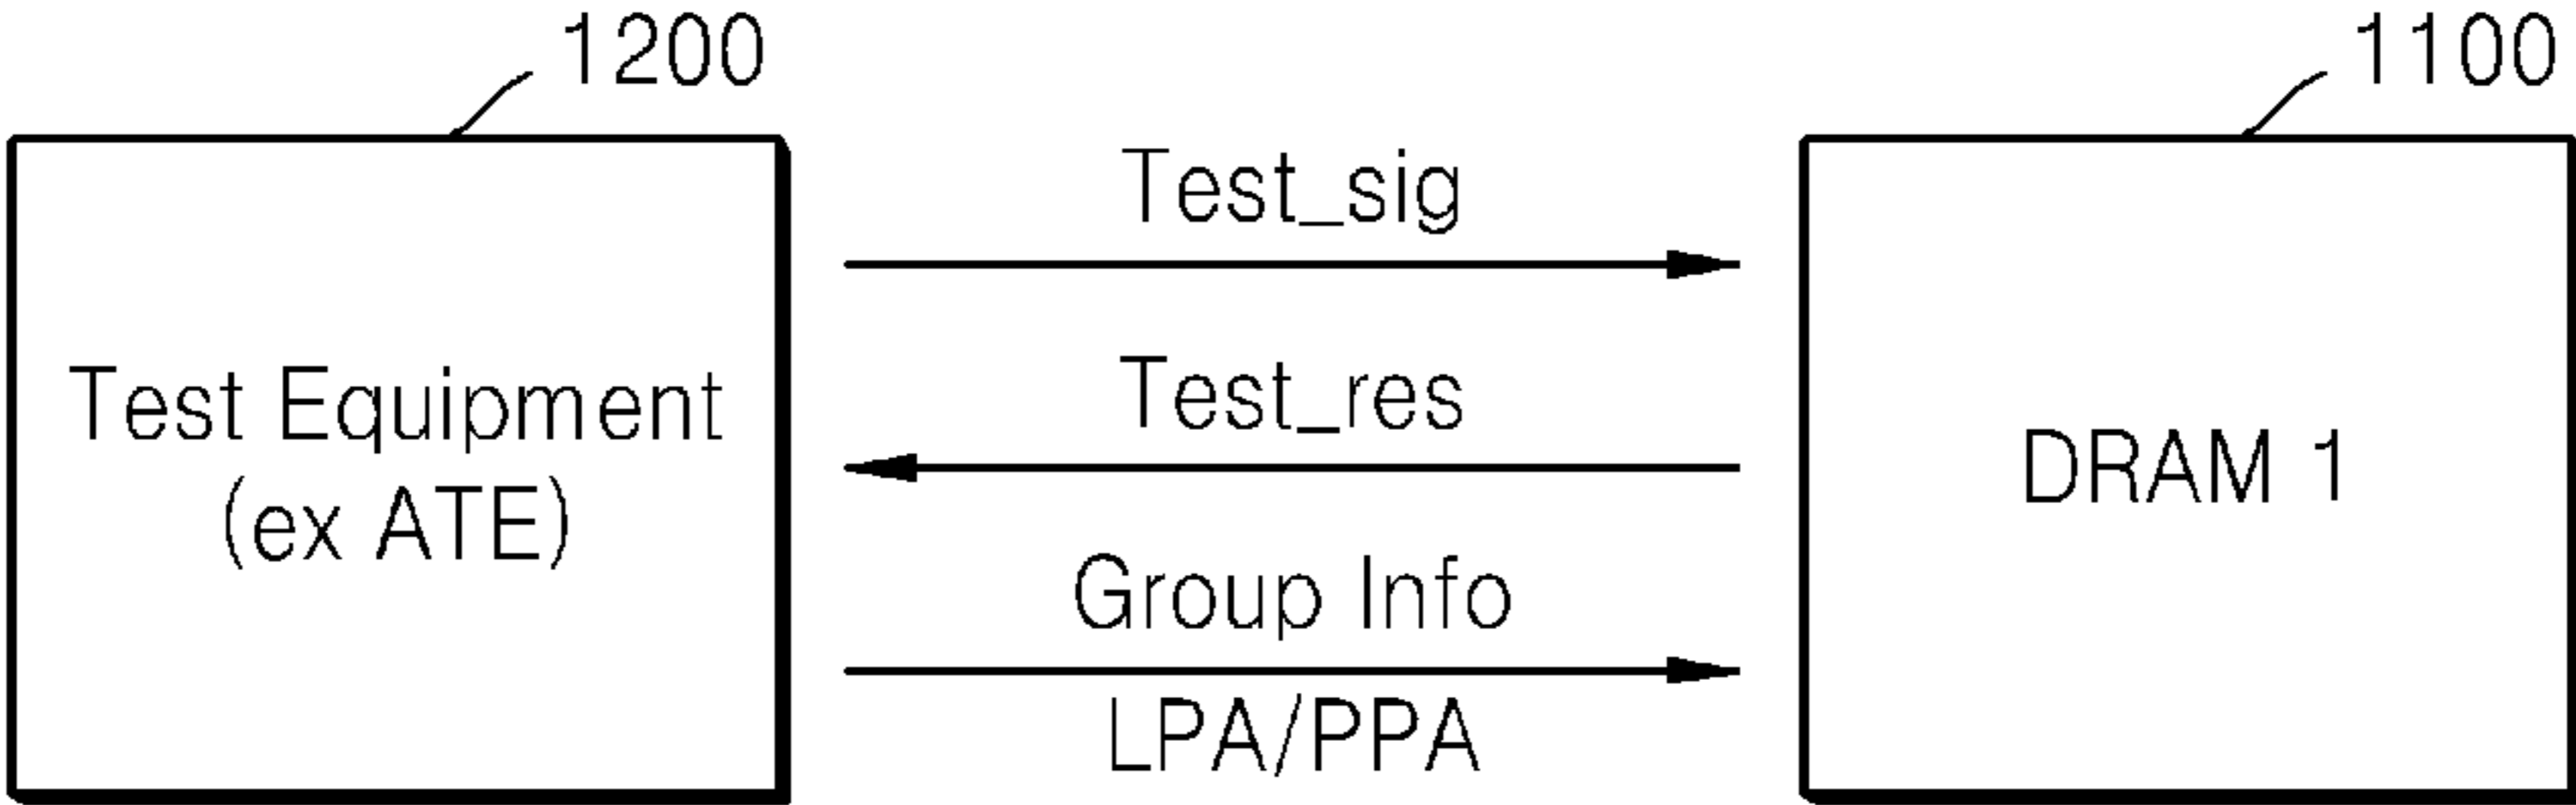 1200
1100
Test_sig
Test_res
Test Equipment
(ex ATE)
DRAM 1
Group Info
LPA/PPA